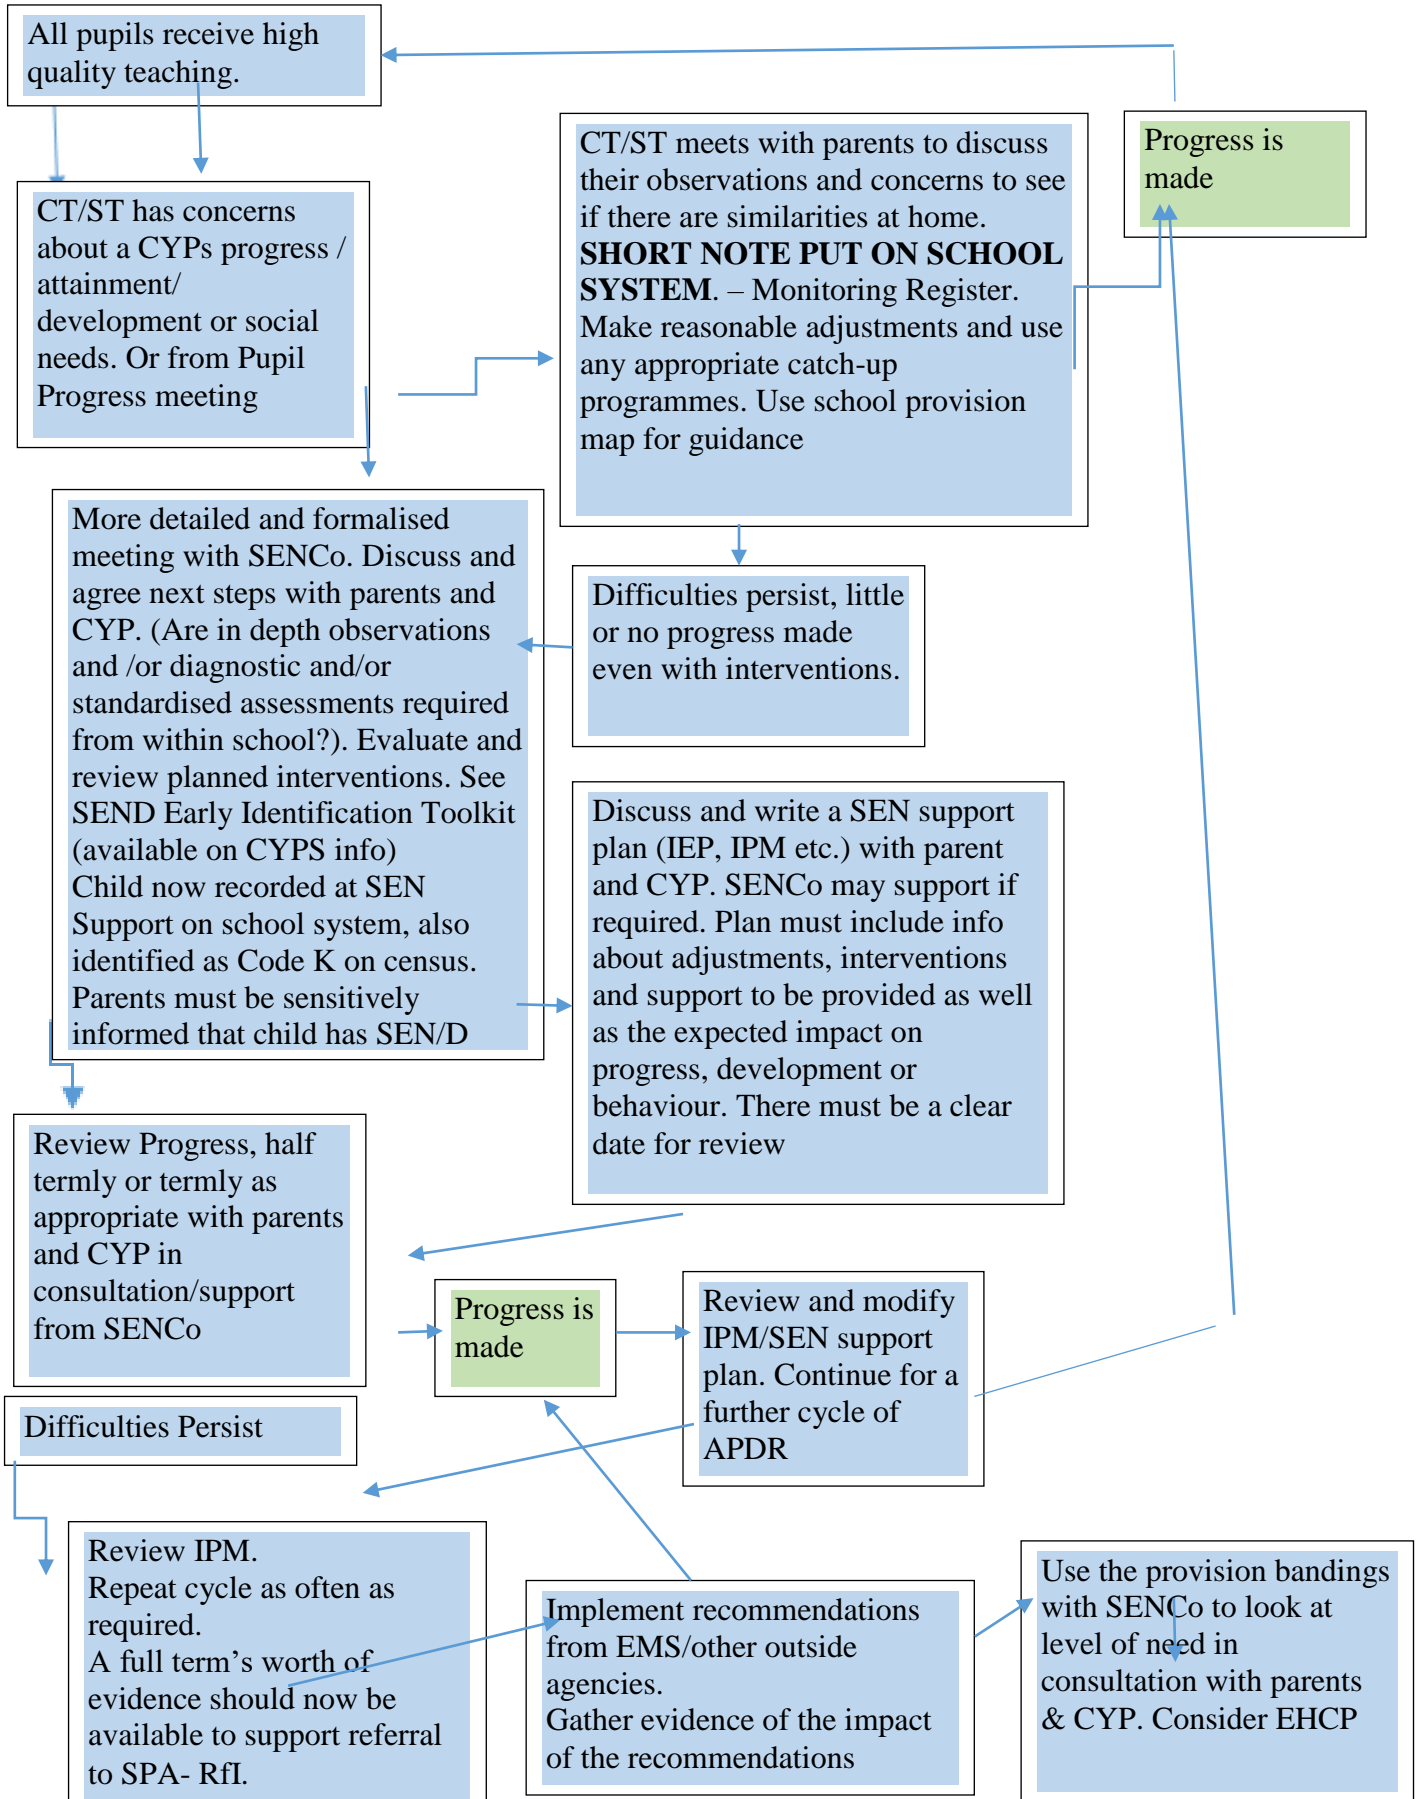 All pupils receive high
quality teaching.
CT/ST has concerns
about a CYPs progress /
attainment/
development or social
needs. Or from Pupil
Progress meeting
CT/ST meets with parents to discuss
their observations and concerns to see
if there are similarities at home.
SHORT NOTE PUT ON SCHOOL
SYSTEM. – Monitoring Register.
Make reasonable adjustments and use
any appropriate catch-up
programmes. Use school provision
map for guidance
Progress is
made
More detailed and formalised
meeting with SENCo. Discuss and
agree next steps with parents and
CYP. (Are in depth observations
and /or diagnostic and/or
standardised assessments required
from within school?). Evaluate and
review planned interventions. See
SEND Early Identification Toolkit
(available on CYPS info)
Child now recorded at SEN
Support on school system, also
identified as Code K on census.
Parents must be sensitively
informed that child has SEN/D
Difficulties persist, little
or no progress made
even with interventions.
Discuss and write a SEN support
plan (IEP, IPM etc.) with parent
and CYP. SENCo may support if
required. Plan must include info
about adjustments, interventions
and support to be provided as well
as the expected impact on
progress, development or
behaviour. There must be a clear
date for review
Review Progress, half
termly or termly as
appropriate with parents
and CYP in
consultation/support
from SENCo
Progress is
made
Review and modify
IPM/SEN support
plan. Continue for a
further cycle of
APDR
Difficulties Persist
Review IPM.
Repeat cycle as often as
required.
A full term’s worth of
evidence should now be
available to support referral
to SPA- RfI.
Implement recommendations
from EMS/other outside
agencies.
Gather evidence of the impact
of the recommendations
Use the provision bandings
with SENCo to look at
level of need in
consultation with parents
& CYP. Consider EHCP